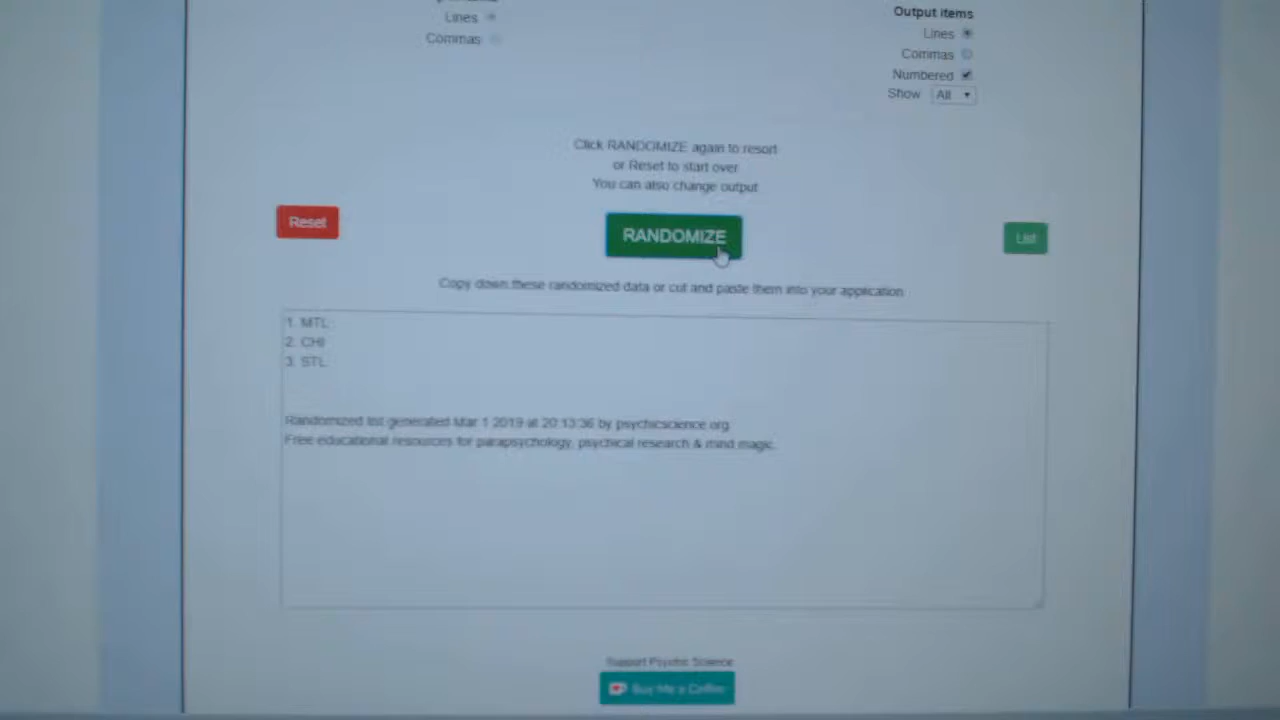 Lines
Commas
Output items
Lines
Commas
Numbered
Show All
Click RANDOMIZE again to resort
or Reset to start over
You can also change output
Reset
RANDOMIZE
List
Copy down these randomized data or cut and paste them into your application
1. MTL
2. CHI
3. STL
Randomized list generated Mar 1 2019 at 20:13:36 by psychicscience.org
Free educational resources for parapsychology, psychical research & mind magic.
Support Psychic Science
Buy Me a Coffee